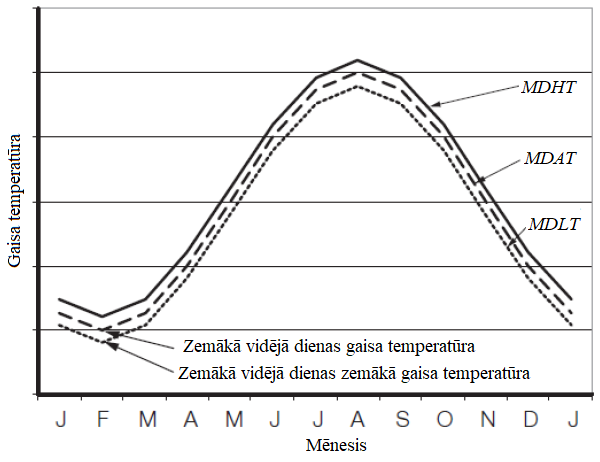 MDHT
MDAT
MDLT
Gaisa temperatūra
Zemākā vidējā dienas gaisa temperatūra
Zemākā vidējā dienas zemākā gaisa temperatūra
J F M A M J J A S O N D J
Mēnesis